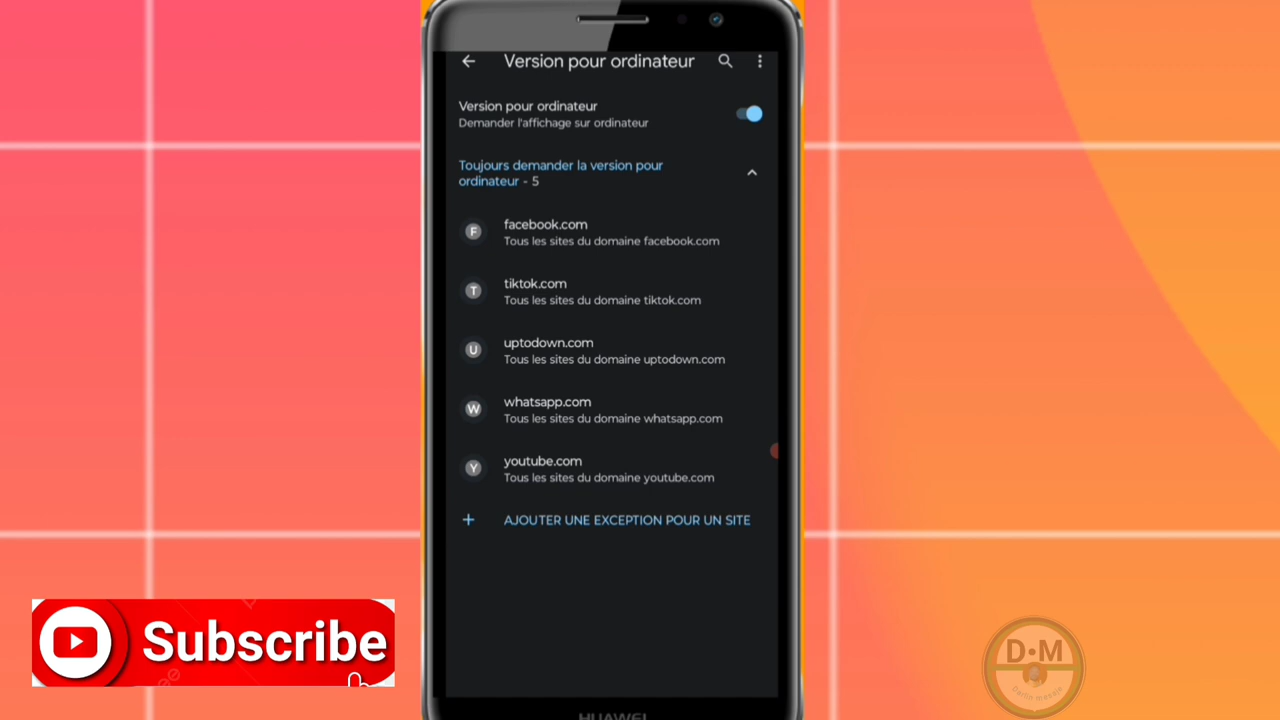 Version pour ordinateur
Version pour ordinateur
Demander l'affichage sur ordinateur
Toujours demander la version pour
ordinateur - 5
F
facebook.com
Tous les sites du domaine facebook.com
T
tiktok.com
Tous les sites du domaine tiktok.com
U
uptodown.com
Tous les sites du domaine uptodown.com
W
whatsapp.com
Tous les sites du domaine whatsapp.com
Y
youtube.com
Tous les sites du domaine youtube.com
+ AJOUTER UNE EXCEPTION POUR UN SITE
Subscribe
D•M
HUAWEI